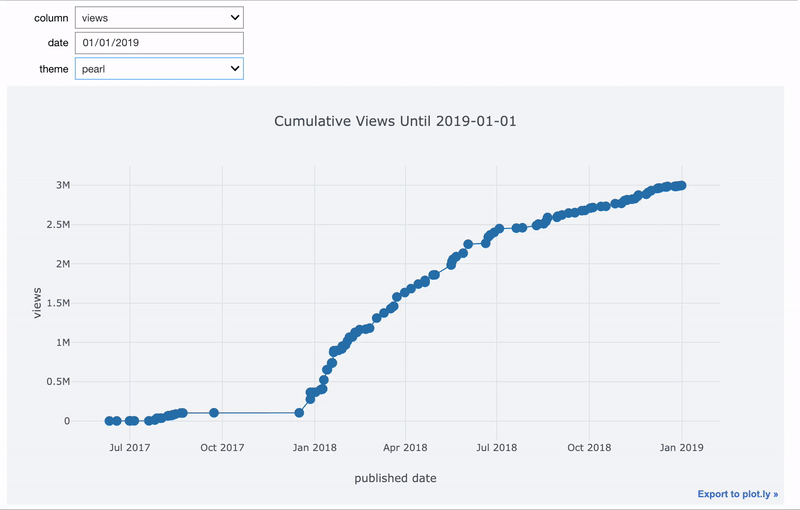 column views
date 01/01/2019
theme pearl
Cumulative Views Until 2019-01-01
3M
2.5M
2M
views
1.5M
1M
0.5M
0
Jul 2017 Oct 2017 Jan 2018 Apr 2018 Jul 2018 Oct 2018 Jan 2019
published date
Export to plot.ly »